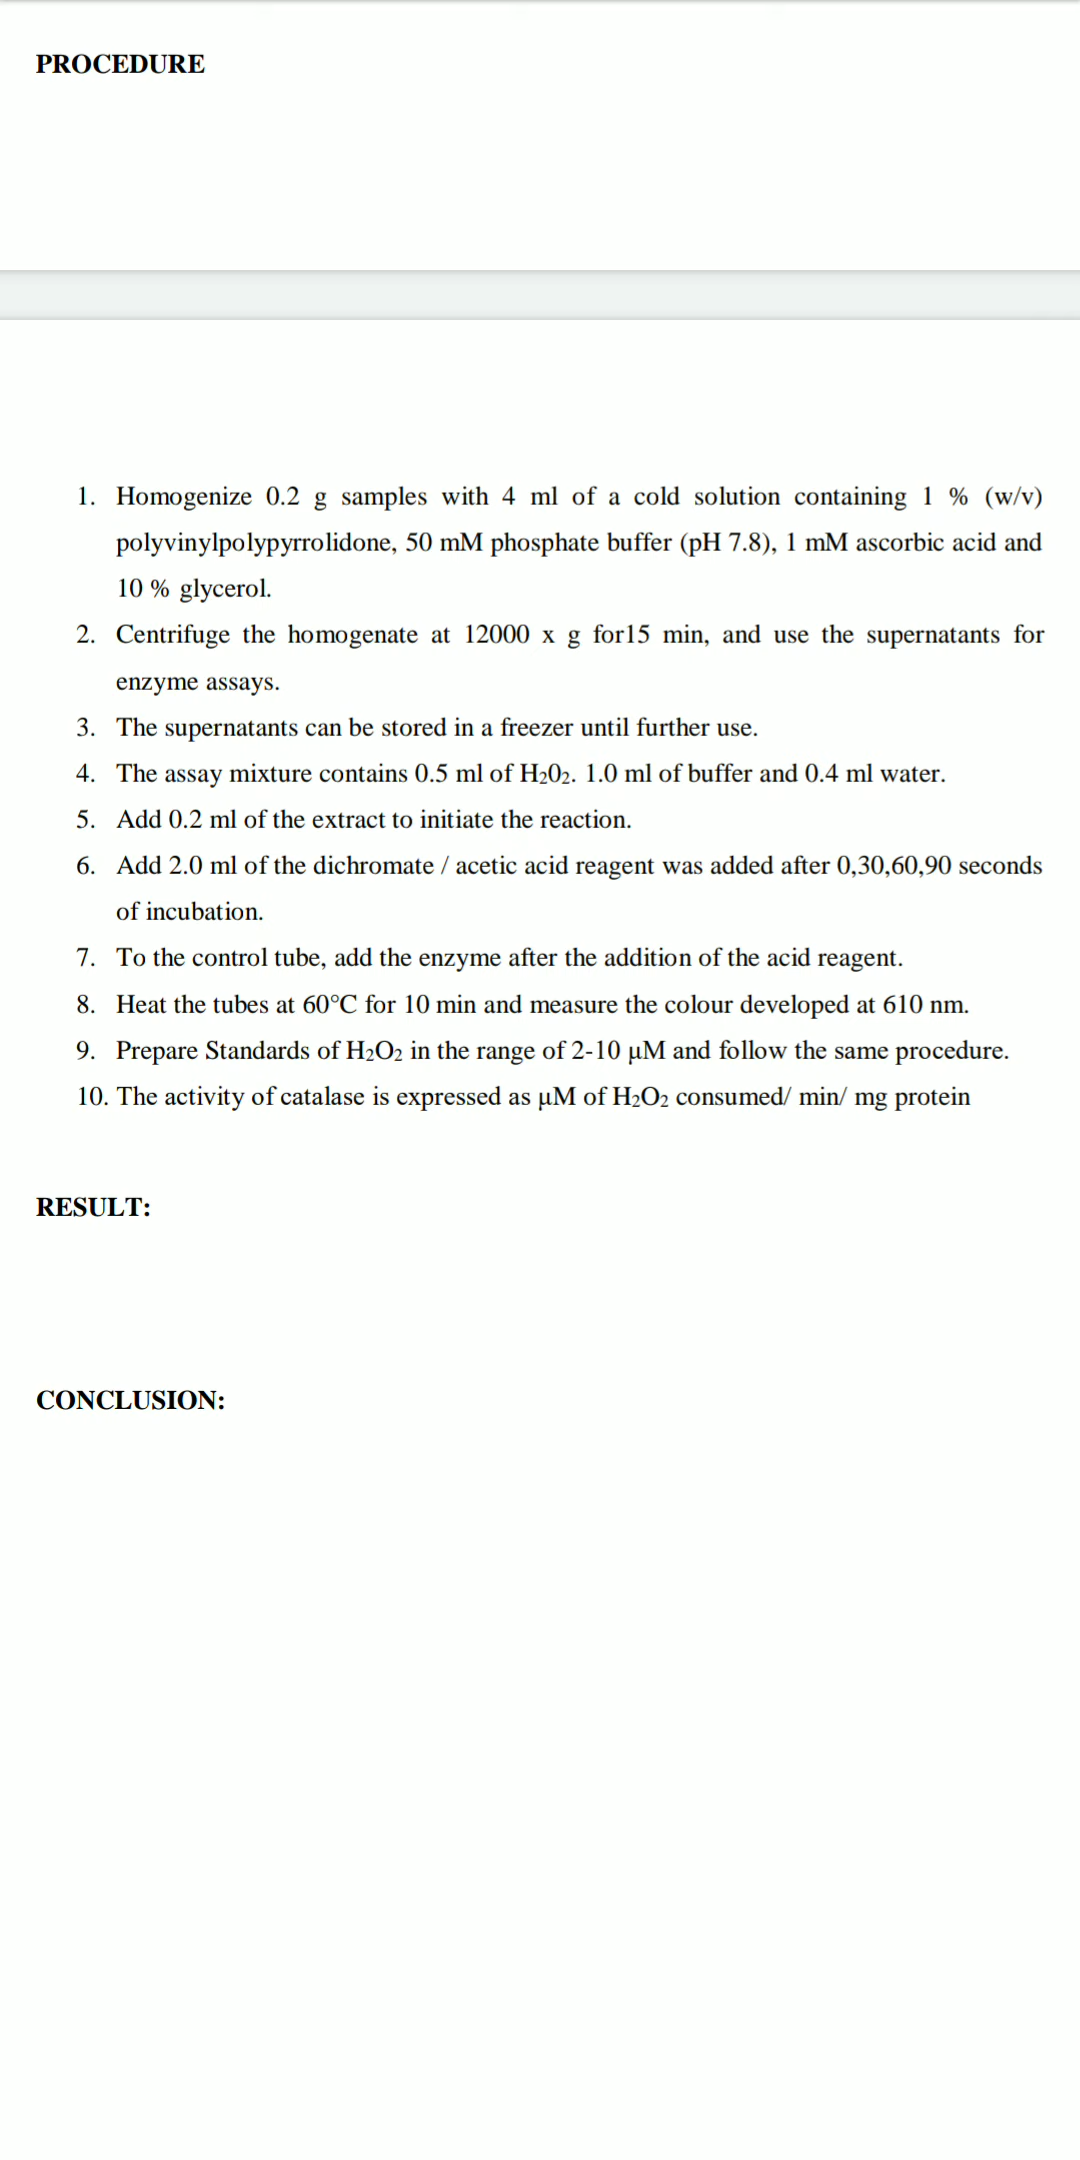 PROCEDURE
1. Homogenize 0.2 g samples with 4 ml of a cold solution containing 1 % (w/v)
polyvinylpolypyrrolidone, 50 mM phosphate buffer (pH 7.8), 1 mM ascorbic acid and
10 % glycerol.
2. Centrifuge the homogenate at 12000 x g for15 min, and use the supernatants for
enzyme assays.
3. The supernatants can be stored in a freezer until further use.
4. The assay mixture contains 0.5 ml of H₂0₂. 1.0 ml of buffer and 0.4 ml water.
5. Add 0.2 ml of the extract to initiate the reaction.
6. Add 2.0 ml of the dichromate / acetic acid reagent was added after 0,30,60,90 seconds
of incubation.
7. To the control tube, add the enzyme after the addition of the acid reagent.
8. Heat the tubes at 60°C for 10 min and measure the colour developed at 610 nm.
9. Prepare Standards of H₂O₂ in the range of 2-10 µM and follow the same procedure.
10. The activity of catalase is expressed as µM of H₂O₂ consumed/ min/ mg protein
RESULT:
CONCLUSION: